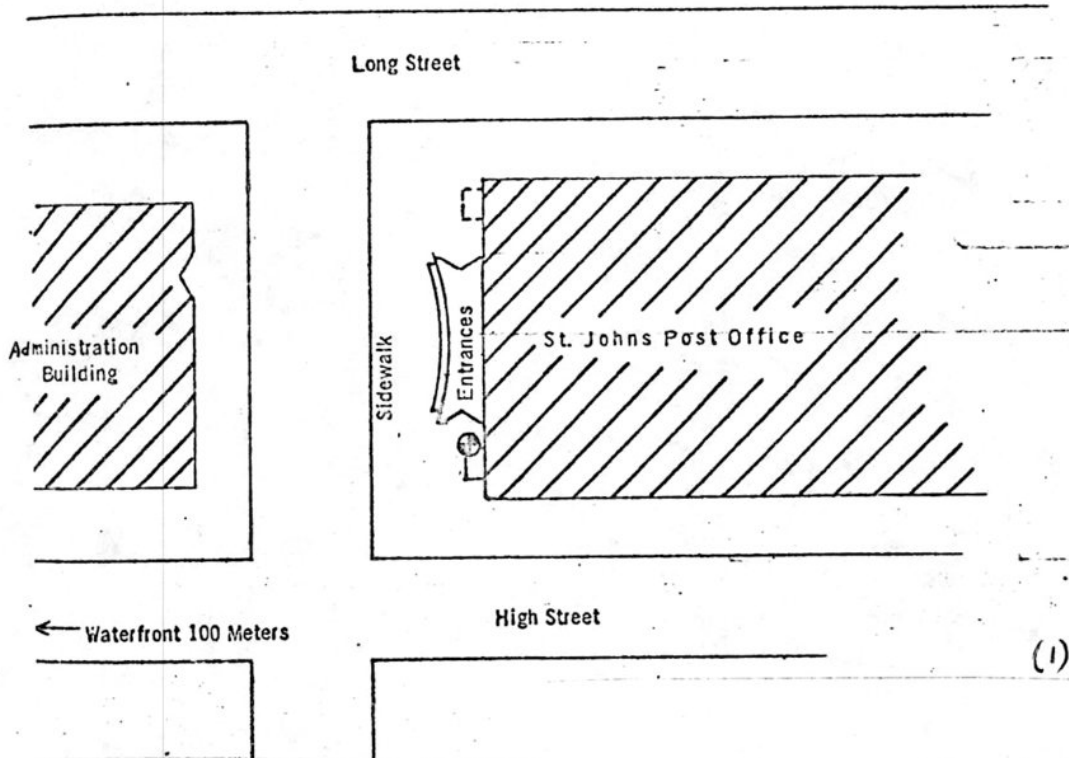 Long Street
Administration
Building
Sidewalk
Entrances
St. Johns Post Office
Waterfront 100 Meters
High Street
(1)